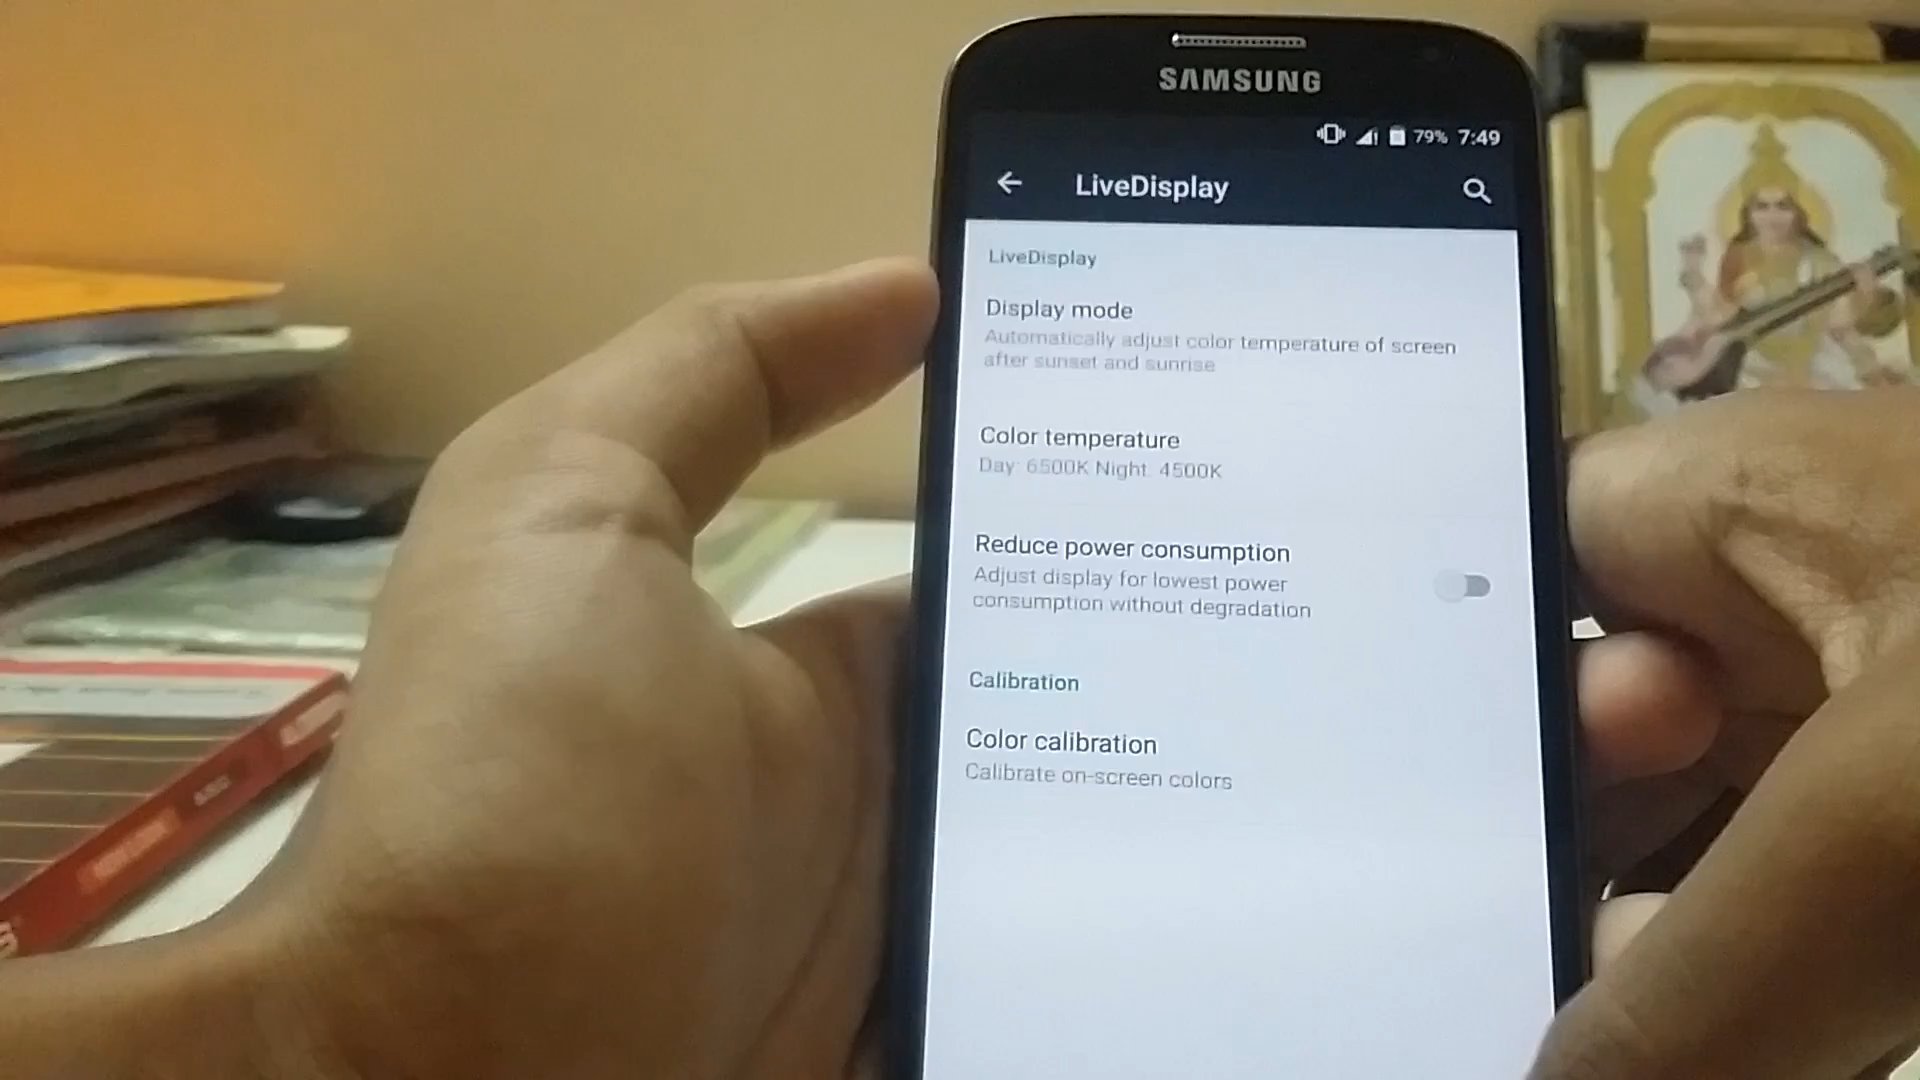 SAMSUNG
79% 7:49
LiveDisplay
LiveDisplay
Display mode
Automatically adjust color temperature of screen
after sunset and sunrise
Color temperature
Day: 6500K Night: 4500K
Reduce power consumption
Adjust display for lowest power
consumption without degradation
Calibration
Color calibration
Calibrate on-screen colors